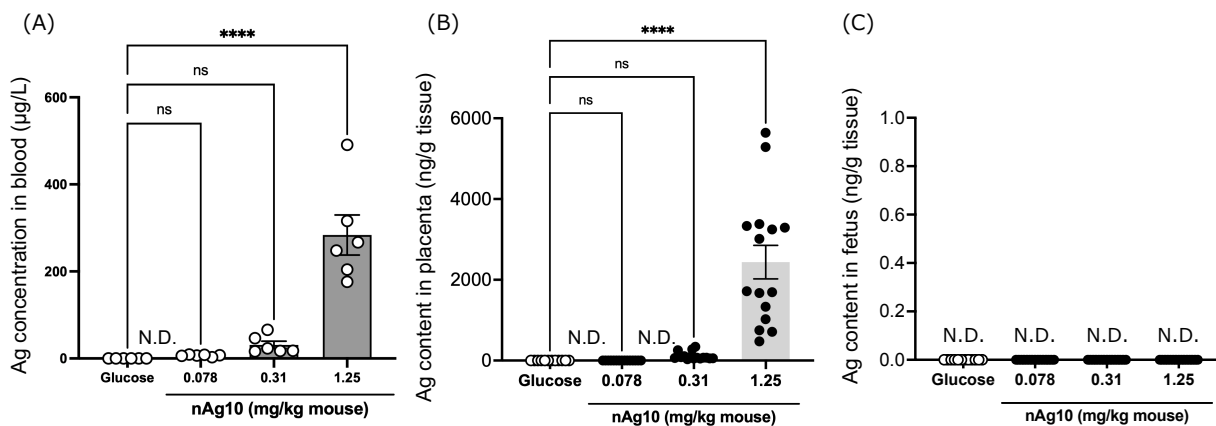 (A)
****
ns
ns
Ag concentration in blood (µg/L)
600
400
200
0
N.D.
Glucose
0.078
0.31
1.25
nAg10 (mg/kg mouse)
(B)
****
ns
ns
Ag content in placenta (ng/g tissue)
6000
4000
2000
0
N.D.
N.D.
Glucose
0.078
0.31
1.25
nAg10 (mg/kg mouse)
(C)
Ag content in fetus (ng/g tissue)
1.0
0.8
0.6
0.4
0.2
0.0
N.D.
N.D.
N.D.
N.D.
Glucose
0.078
0.31
1.25
nAg10 (mg/kg mouse)